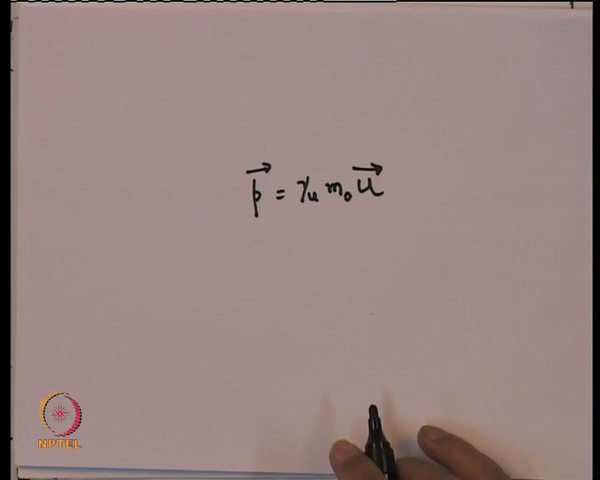 p⃗ = γᵤ m₀ u⃗
NPTEL